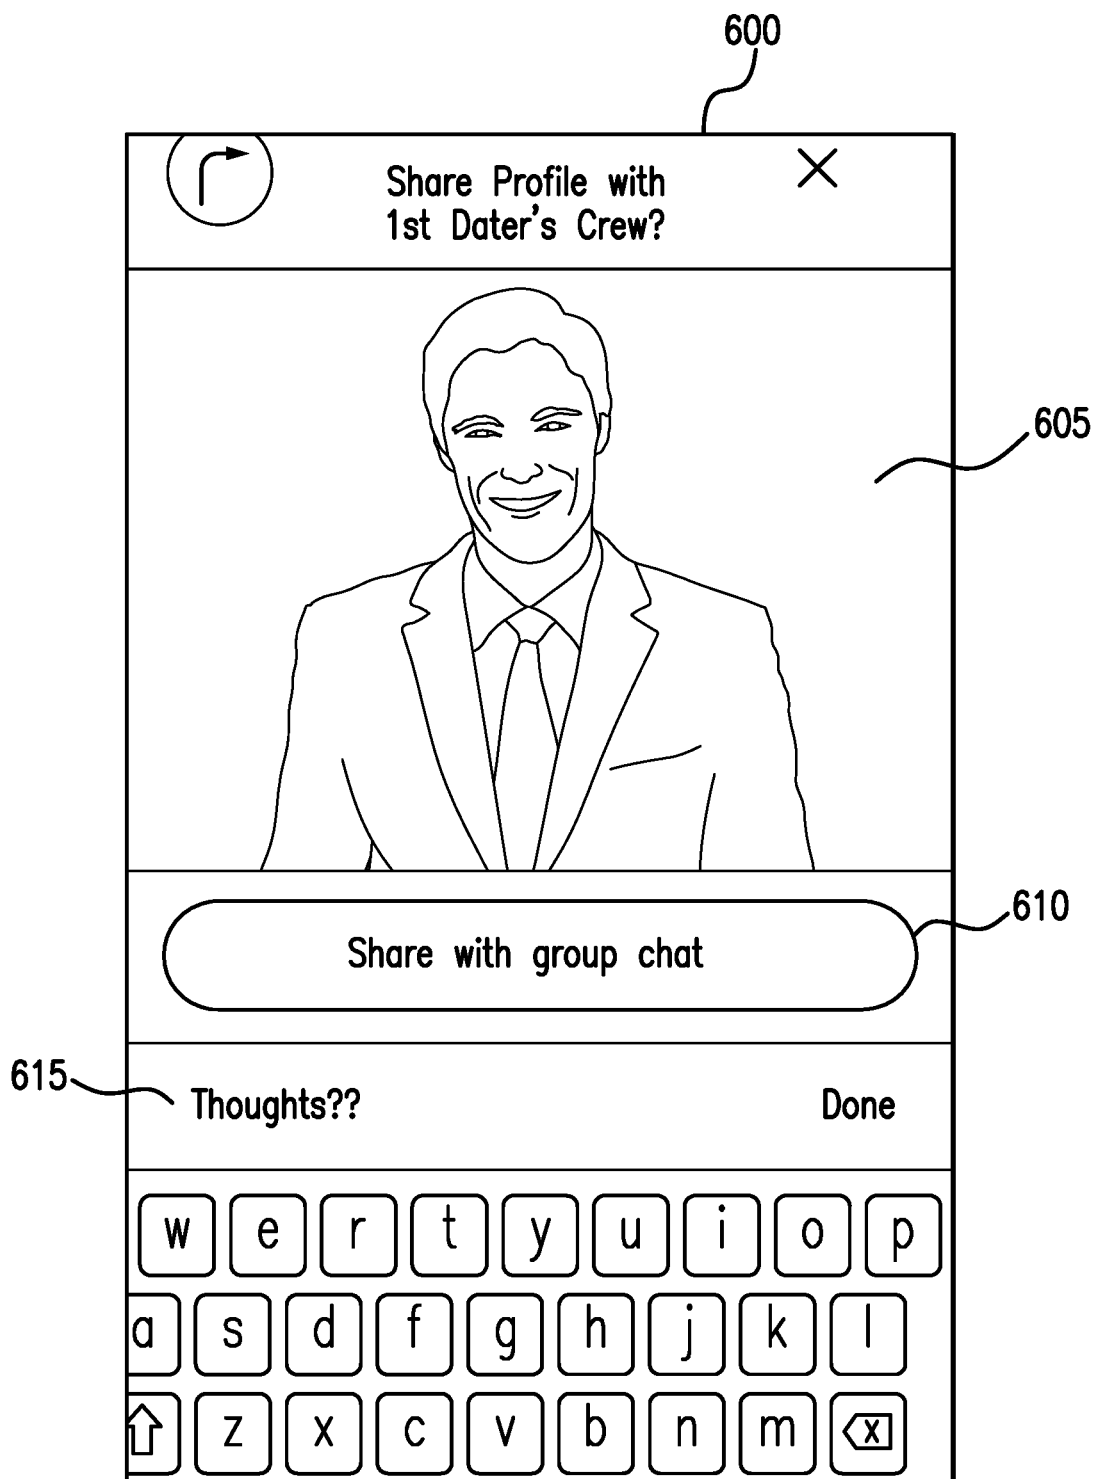 600
Share Profile with
1st Dater's Crew?
605
610
Share with group chat
615
Thoughts?? Done
w e r t y u i o p
a s d f g h j k l
z x c v b n m x